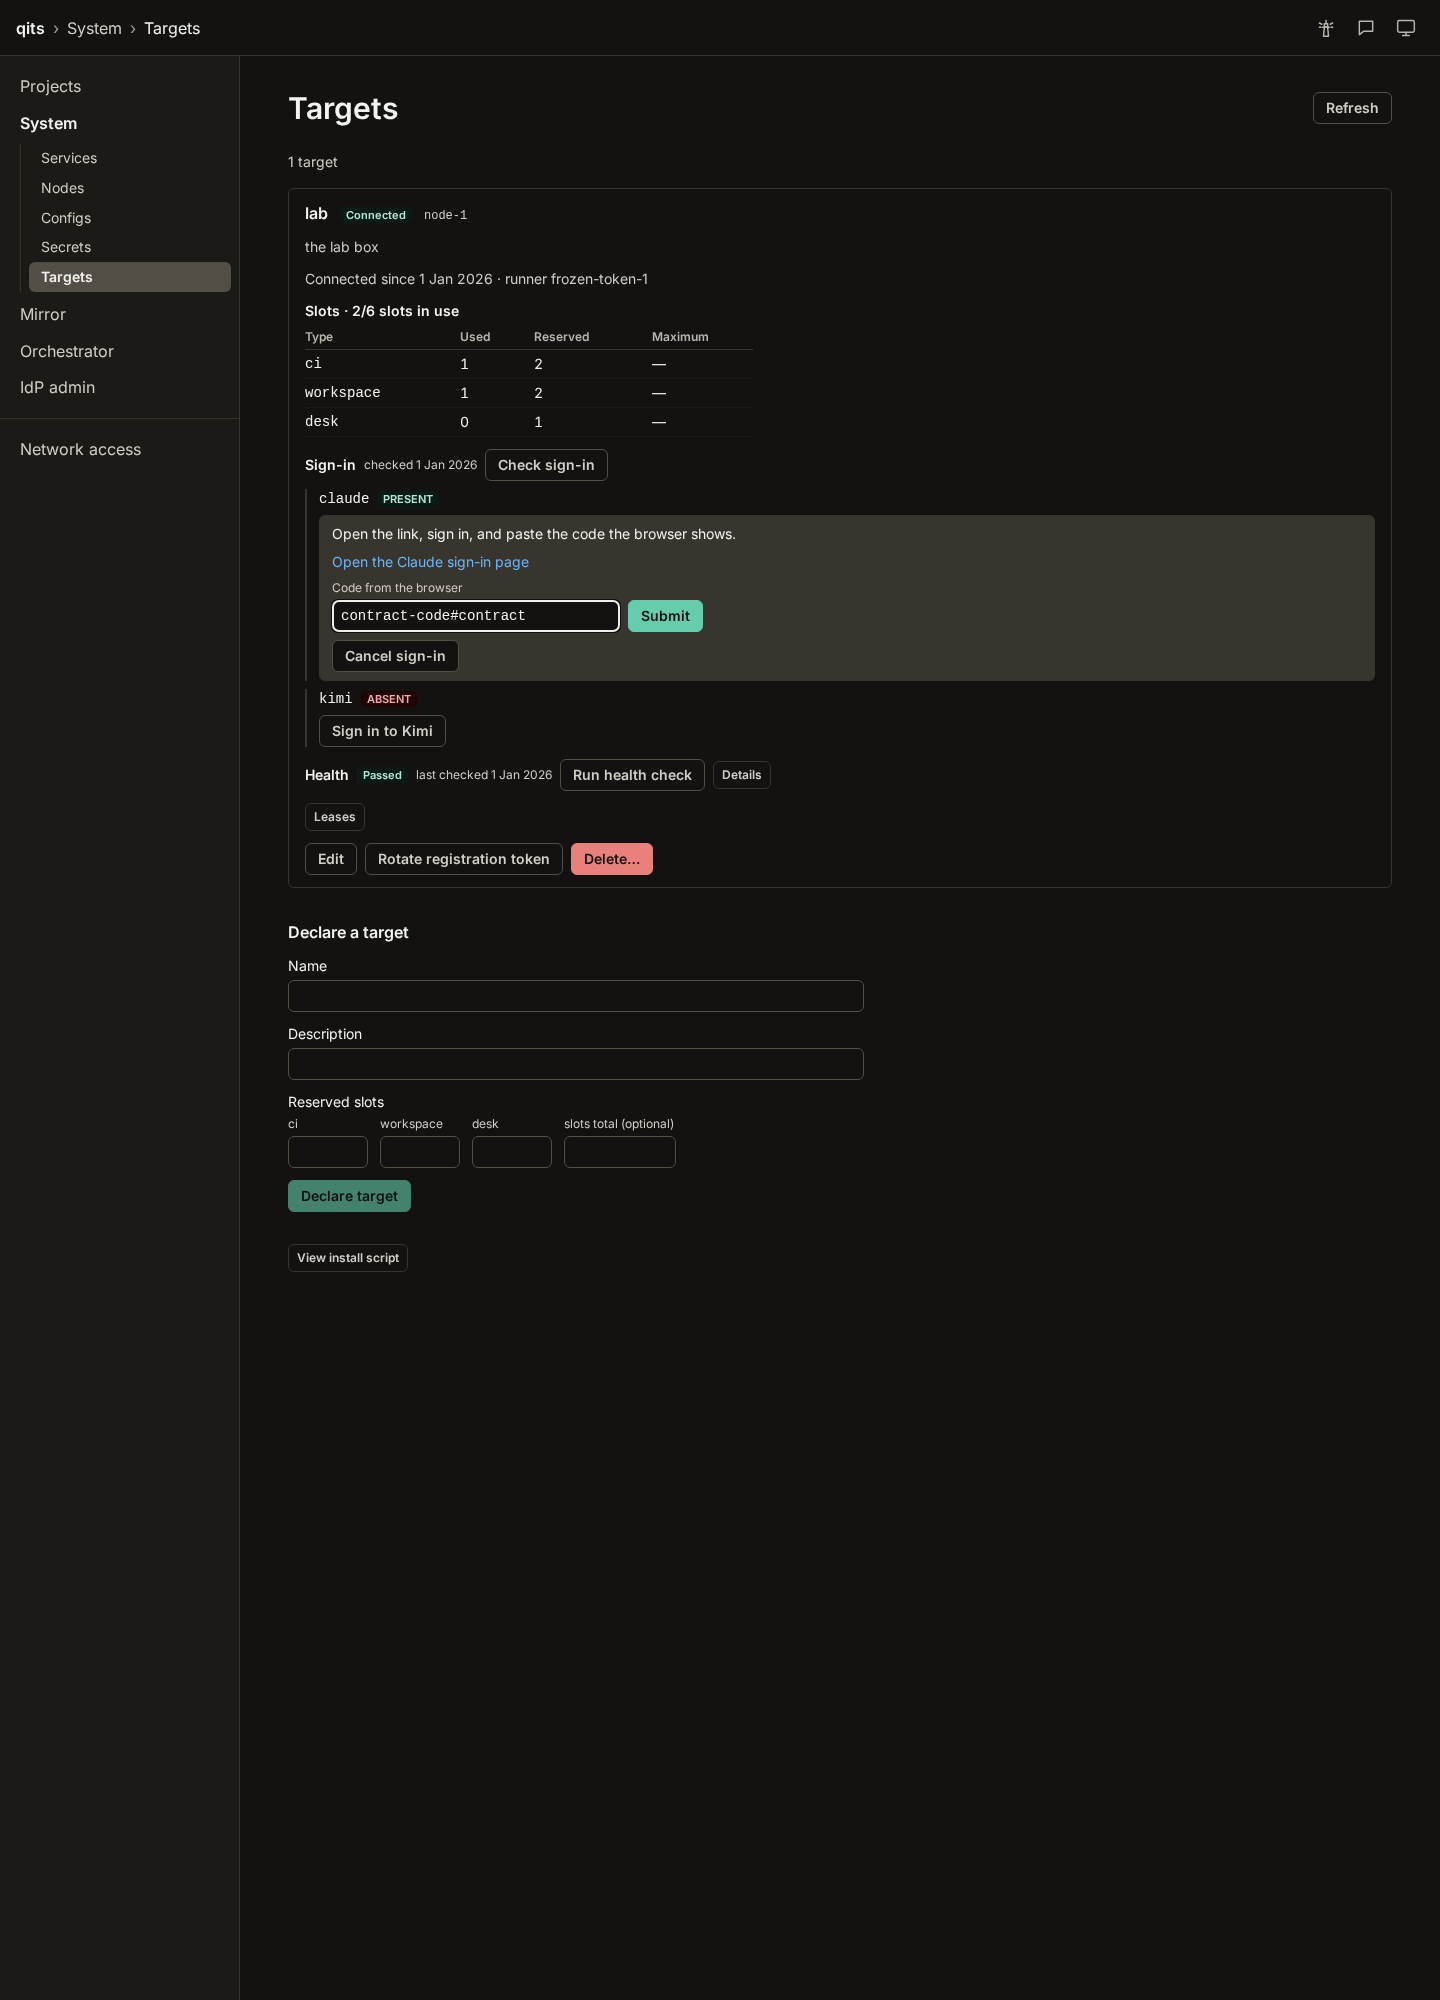 qits › System › Targets
Projects
System
Services
Nodes
Configs
Secrets
Targets
Mirror
Orchestrator
IdP admin
Network access
Targets
Refresh
1 target
lab Connected node-1
the lab box
Connected since 1 Jan 2026 · runner frozen-token-1
Slots · 2/6 slots in use
Type Used Reserved Maximum
ci 1 2 —
workspace 1 2 —
desk 0 1 —
Sign-in checked 1 Jan 2026 Check sign-in
claude PRESENT
Open the link, sign in, and paste the code the browser shows.
Open the Claude sign-in page
Code from the browser
contract-code#contract Submit
Cancel sign-in
kimi ABSENT
Sign in to Kimi
Health Passed last checked 1 Jan 2026 Run health check Details
Leases
Edit Rotate registration token Delete...
Declare a target
Name
Description
Reserved slots
ci workspace desk slots total (optional)
Declare target
View install script